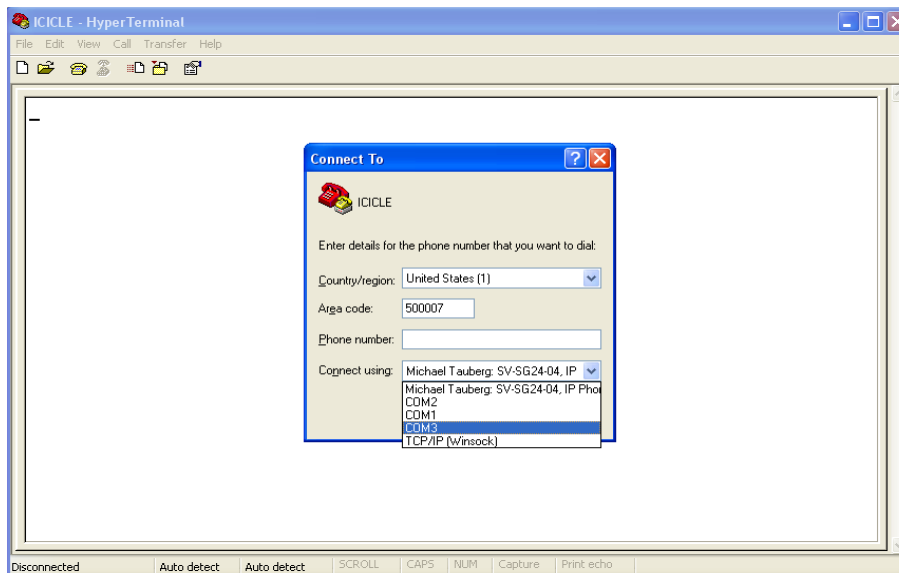 ICICLE - HyperTerminal
File Edit View Call Transfer Help
Connect To
ICICLE
Enter details for the phone number that you want to dial:
Country/region: United States (1)
Area code: 500007
Phone number:
Connect using: Michael Tauberg: SV-SG24-04, IP
Michael Tauberg: SV-SG24-04, IP Phon
COM2
COM1
COM3
TCP/IP (Winsock)
Disconnected Auto detect Auto detect SCROLL CAPS NUM Capture Print echo